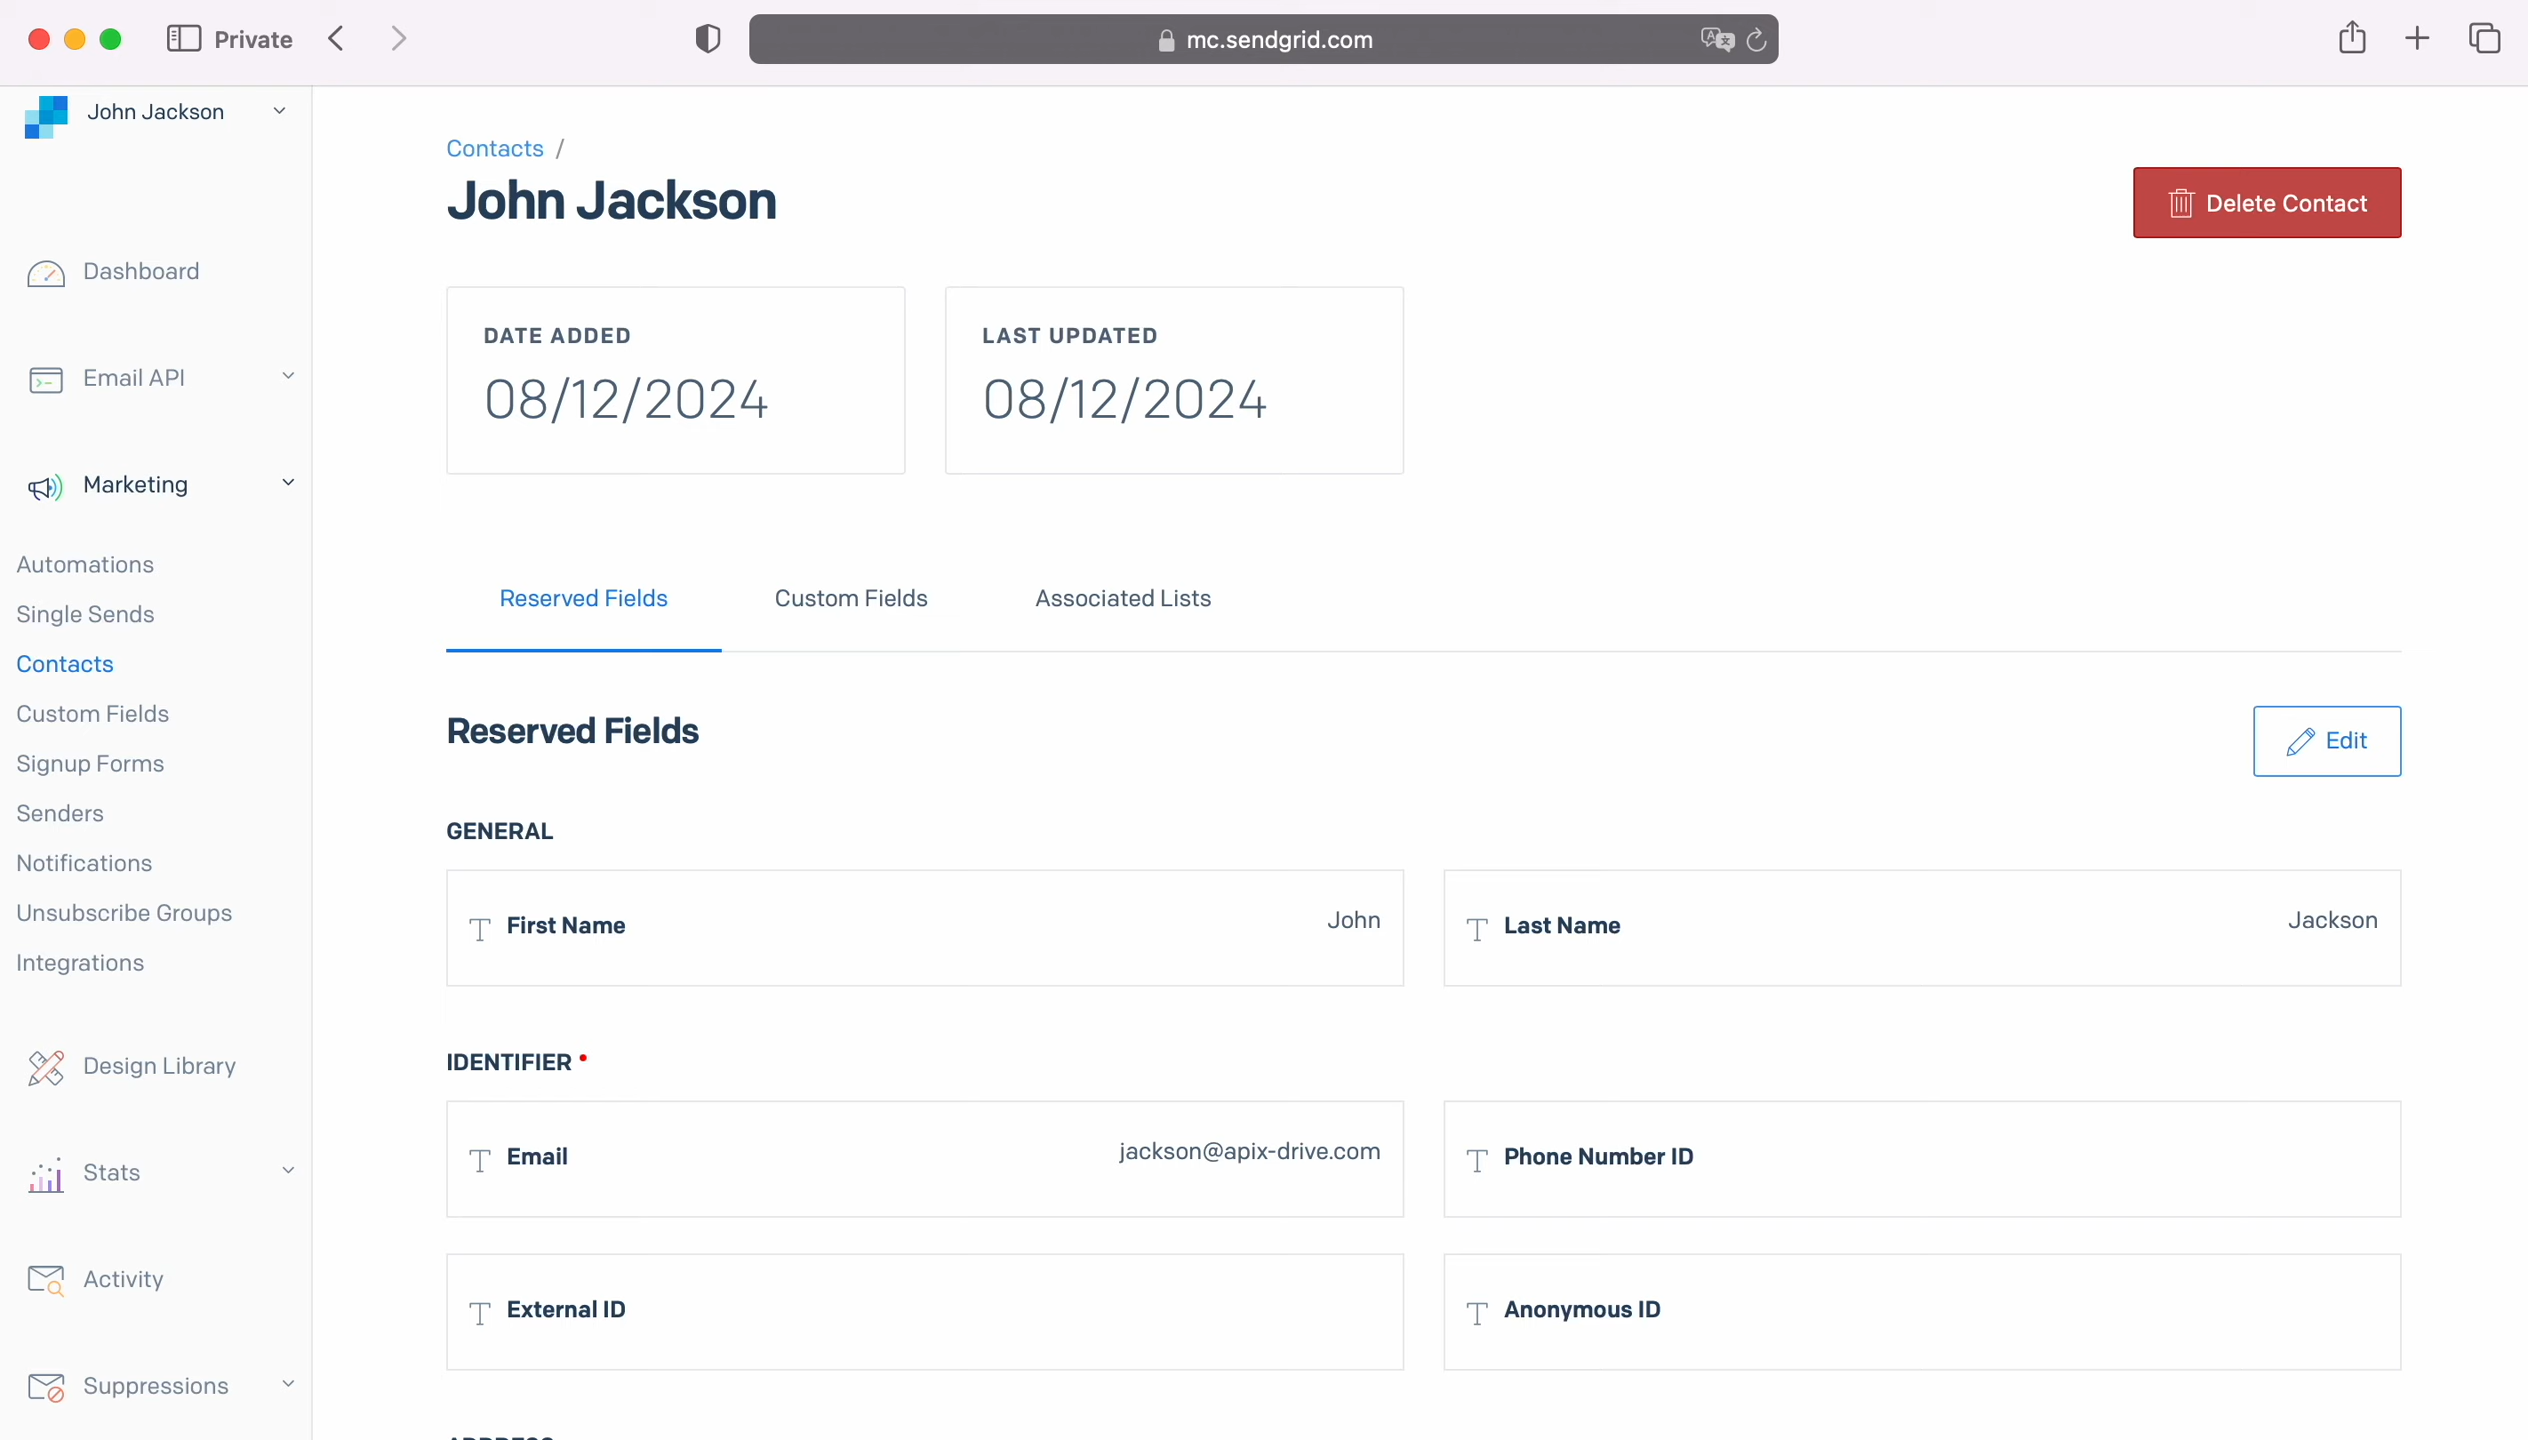 Private
mc.sendgrid.com
John Jackson
Dashboard
Email API
Marketing
Automations
Single Sends
Contacts
Custom Fields
Signup Forms
Senders
Notifications
Unsubscribe Groups
Integrations
Design Library
Stats
Activity
Suppressions
Contacts /
John Jackson
Delete Contact
DATE ADDED
08/12/2024
LAST UPDATED
08/12/2024
Reserved Fields
Custom Fields
Associated Lists
Reserved Fields
Edit
GENERAL
First Name John
Last Name Jackson
IDENTIFIER
Email jackson@apix-drive.com
Phone Number ID
External ID
Anonymous ID